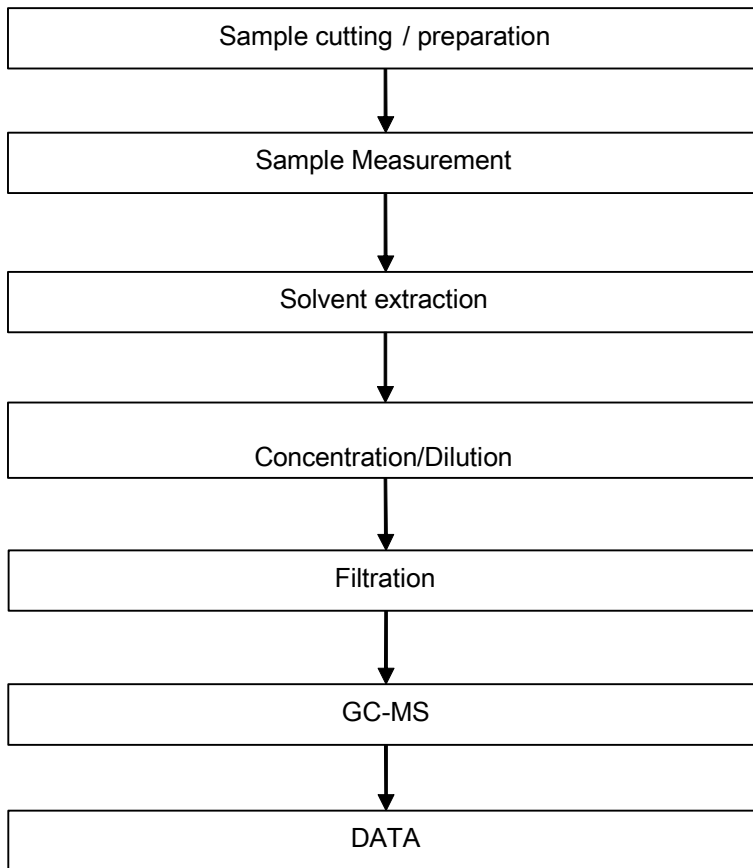 Sample cutting / preparation
Sample Measurement
Solvent extraction
Concentration/Dilution
Filtration
GC-MS
DATA